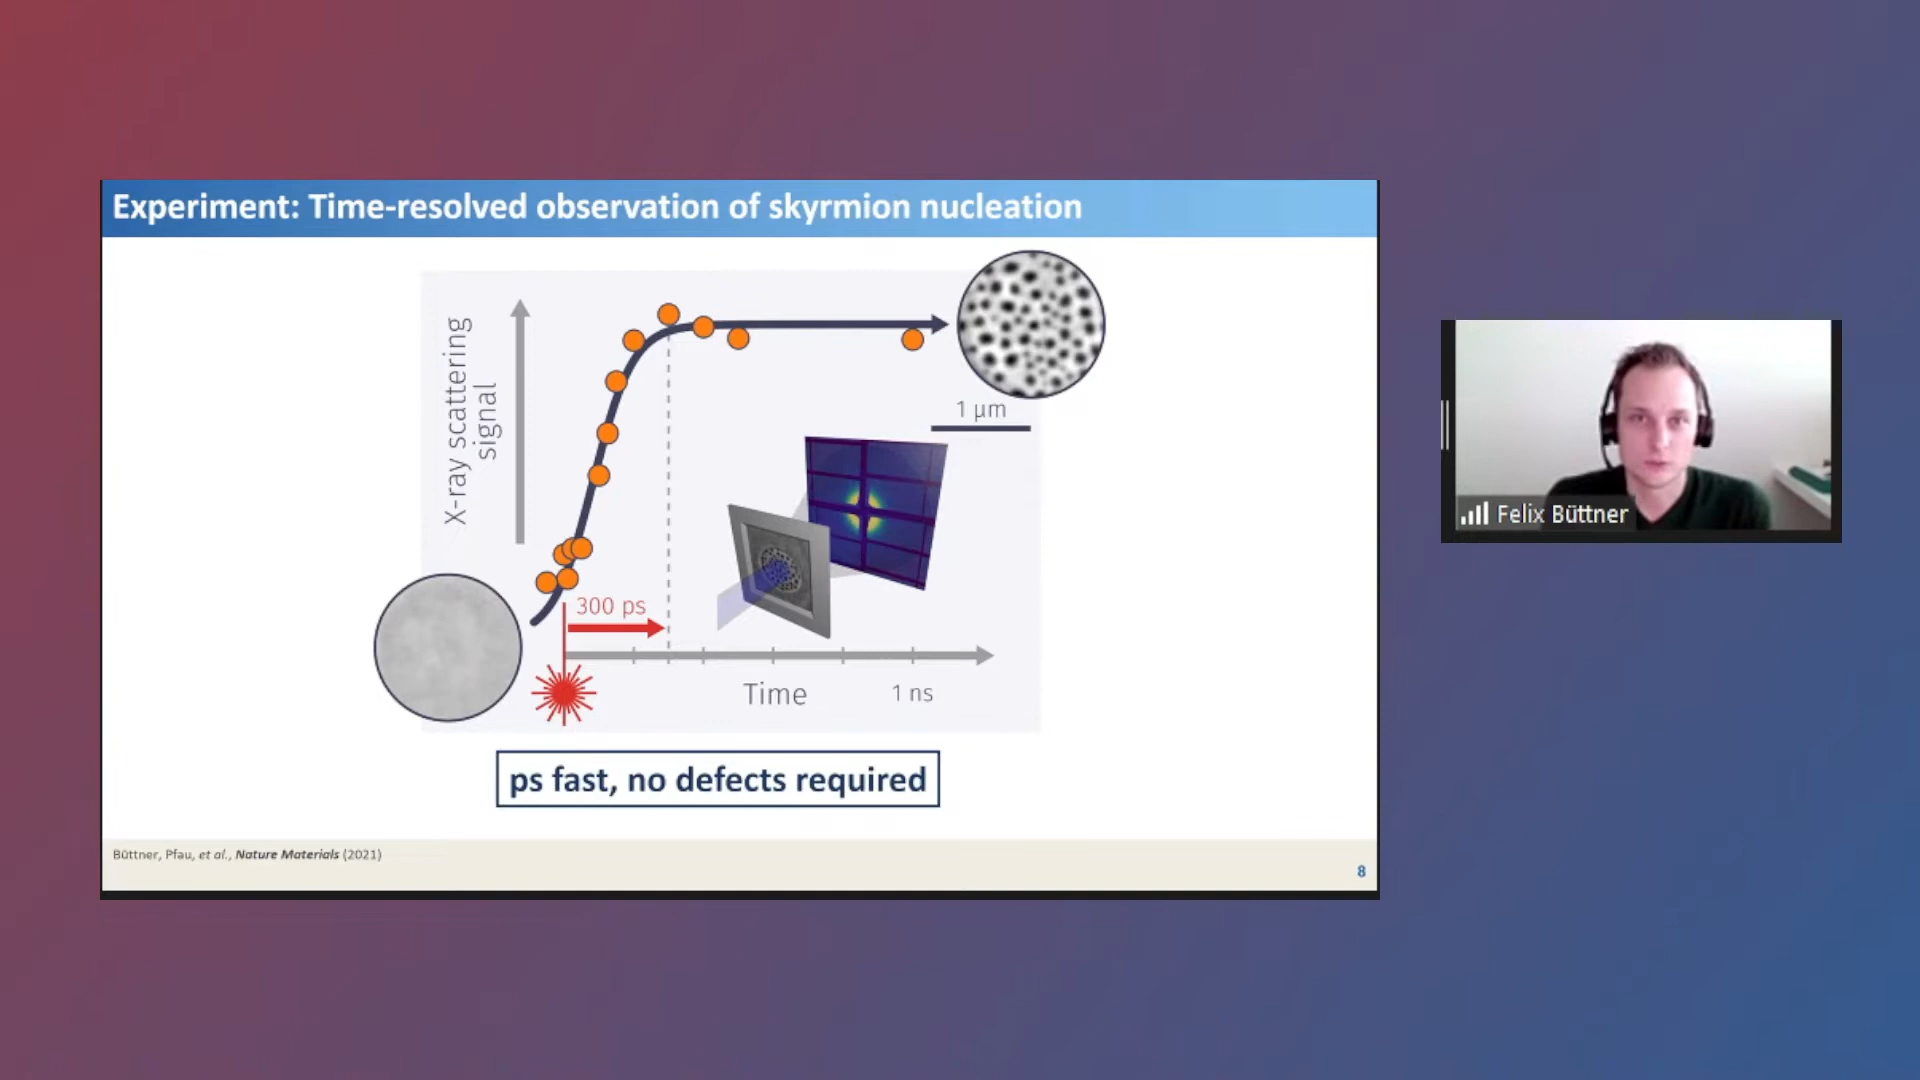 Experiment: Time-resolved observation of skyrmion nucleation
X-ray scattering
signal
1 µm
300 ps
Time
1 ns
ps fast, no defects required
Büttner, Pfau, et al., Nature Materials (2021)
8
Felix Büttner